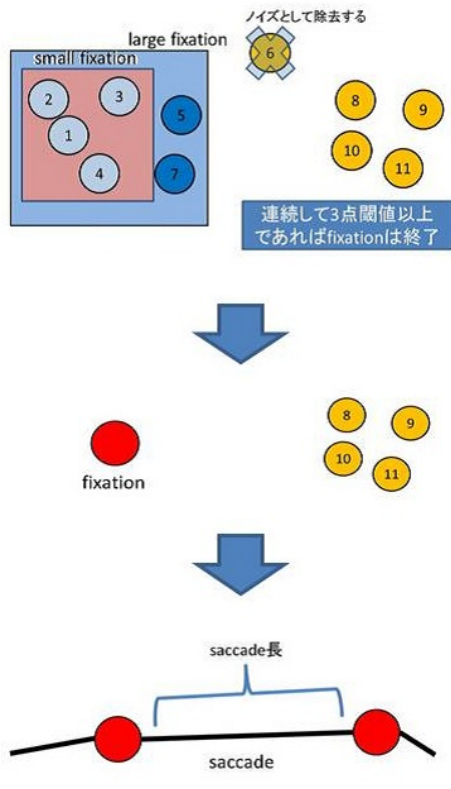 ノイズとして除去する
large fixation
small fixation
6
2
3
1
4
5
7
8
9
10
11
連続して3点閾値以上
であればfixationは終了
8
9
10
11
fixation
saccade長
saccade